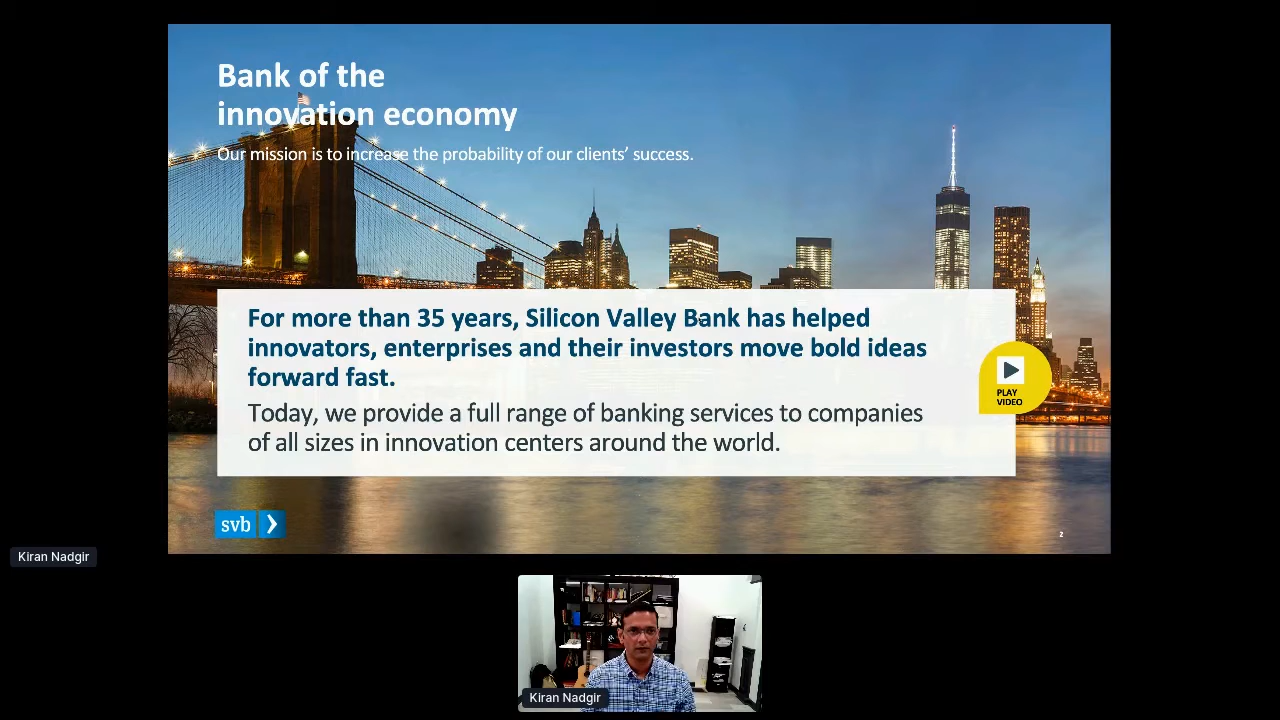 Bank of the
innovation economy
Our mission is to increase the probability of our clients’ success.
For more than 35 years, Silicon Valley Bank has helped
innovators, enterprises and their investors move bold ideas
forward fast.
Today, we provide a full range of banking services to companies
of all sizes in innovation centers around the world.
PLAY
VIDEO
svb
2
Kiran Nadgir
Kiran Nadgir